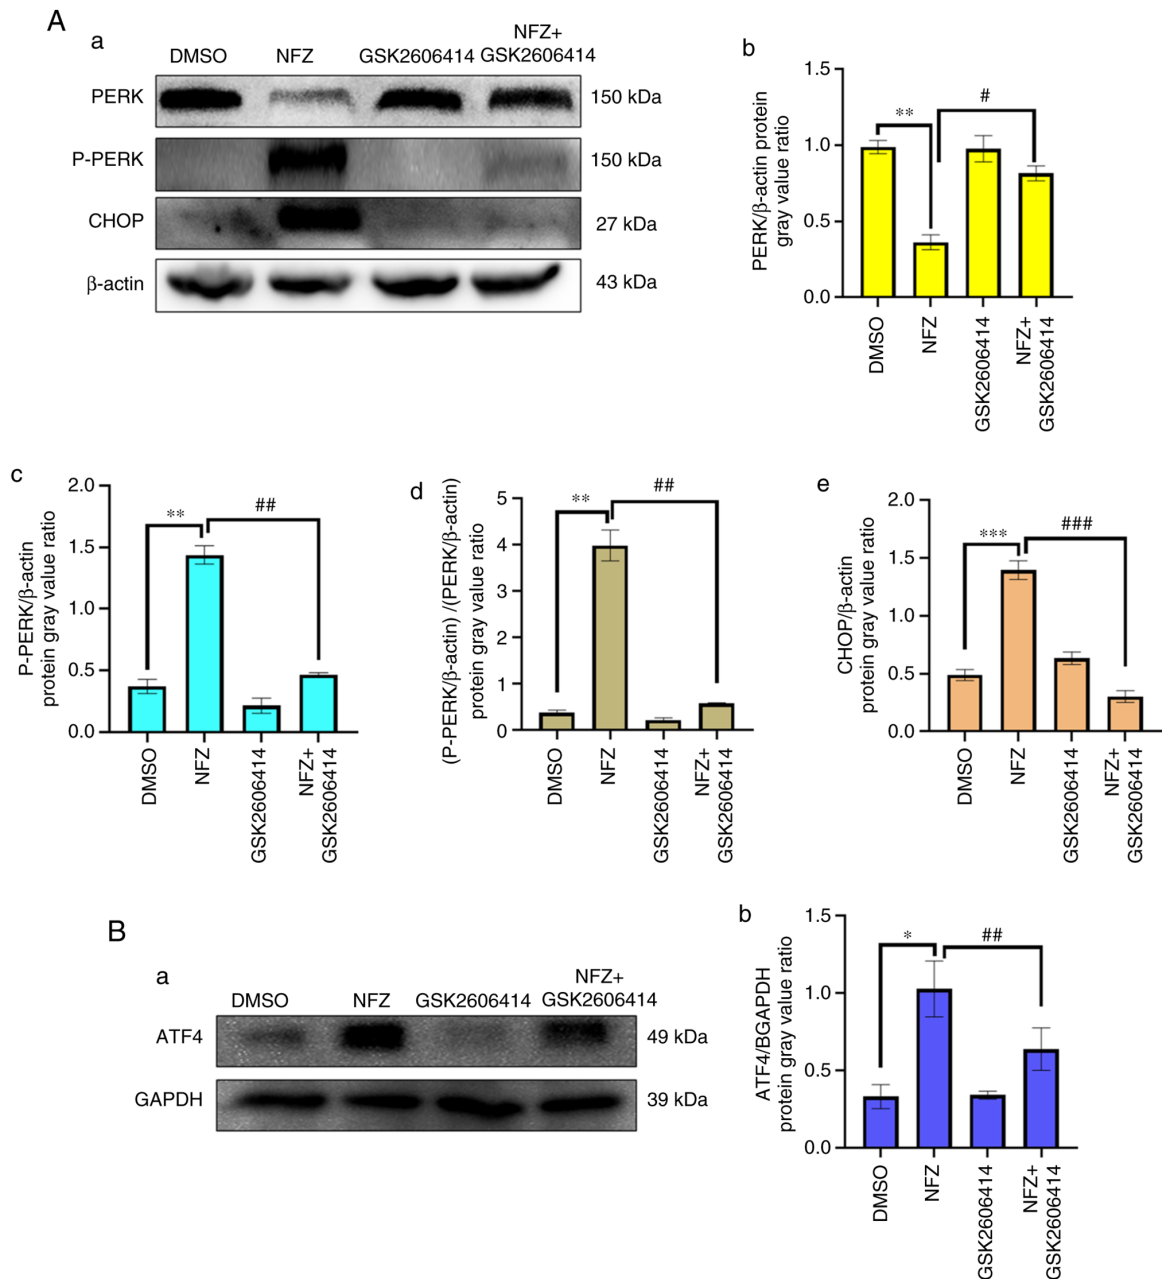 A
a
DMSO
NFZ
GSK2606414
NFZ+
GSK2606414
PERK
150 kDa
P-PERK
150 kDa
CHOP
27 kDa
β-actin
43 kDa
b
PERK/β-actin protein
gray value ratio
1.5
1.0
0.5
0.0
**
#
DMSO
NFZ
GSK2606414
NFZ+
GSK2606414
c
P-PERK/β-actin
protein gray value ratio
2.0
1.5
1.0
0.5
0.0
**
##
DMSO
NFZ
GSK2606414
NFZ+
GSK2606414
d
(P-PERK/β-actin) /(PERK/β-actin)
protein gray value ratio
5
4
3
2
1
0
**
##
DMSO
NFZ
GSK2606414
NFZ+
GSK2606414
e
CHOP/β-actin
protein gray value ratio
2.0
1.5
1.0
0.5
0.0
***
###
DMSO
NFZ
GSK2606414
NFZ+
GSK2606414
B
a
DMSO
NFZ
GSK2606414
NFZ+
GSK2606414
ATF4
49 kDa
GAPDH
39 kDa
b
ATF4/BGAPDH
protein gray value ratio
1.5
1.0
0.5
0.0
*
##
DMSO
NFZ
GSK2606414
NFZ+
GSK2606414